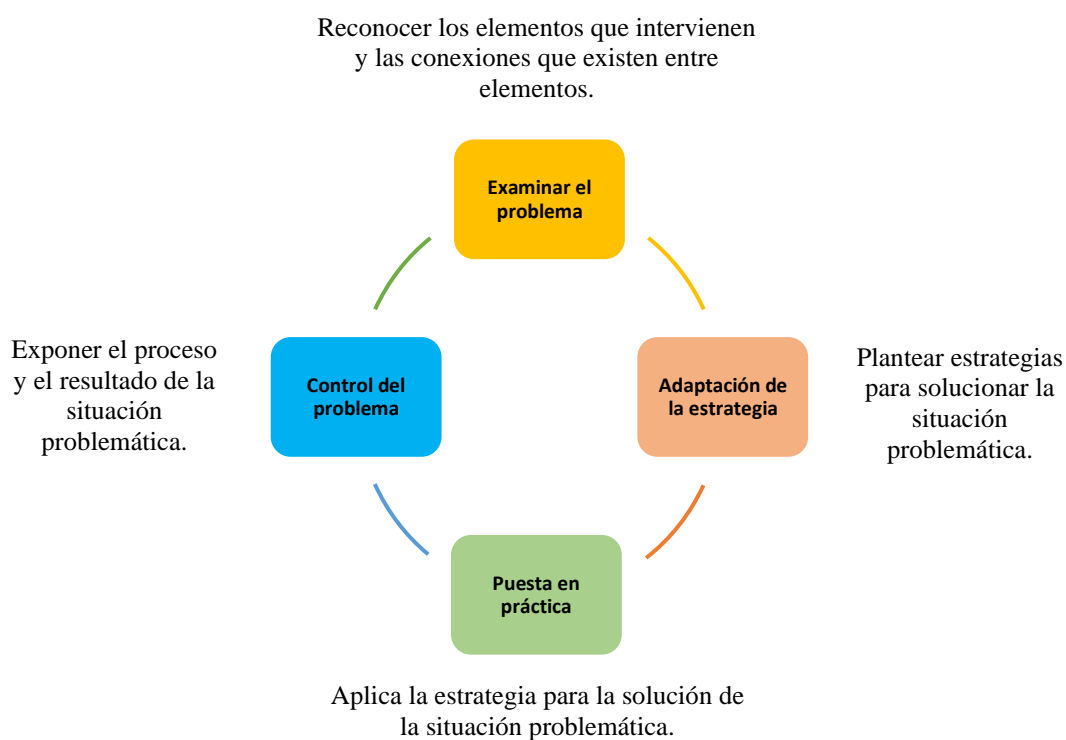 Reconocer los elementos que intervienen
y las conexiones que existen entre
elementos.
Examinar el
problema
Adaptación de
la estrategia
Plantear estrategias
para solucionar la
situación
problemática.
Puesta en
práctica
Aplica la estrategia para la solución de
la situación problemática.
Control del
problema
Exponer el proceso
y el resultado de la
situación
problemática.